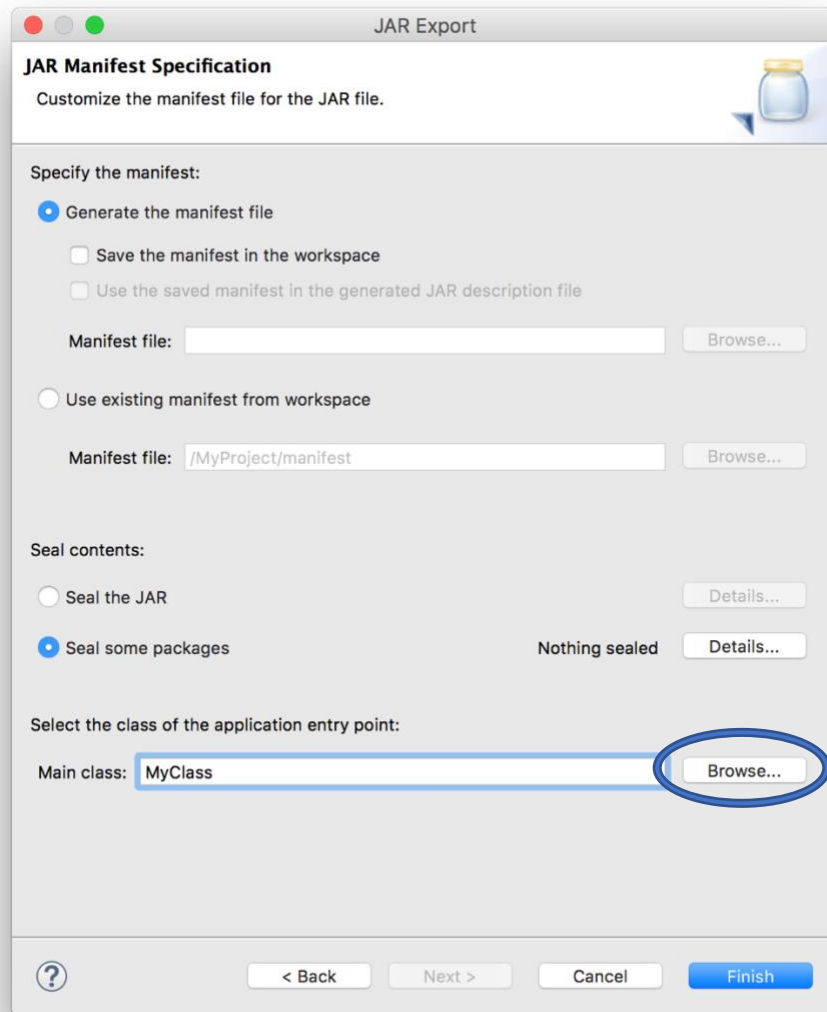 JAR Export
JAR Manifest Specification
Customize the manifest file for the JAR file.
Specify the manifest:
Generate the manifest file
Save the manifest in the workspace
Use the saved manifest in the generated JAR description file
Manifest file: Browse...
Use existing manifest from workspace
Manifest file: /MyProject/manifest Browse...
Seal contents:
Seal the JAR Details...
Seal some packages Nothing sealed Details...
Select the class of the application entry point:
Main class: MyClass Browse...
? < Back Next > Cancel Finish